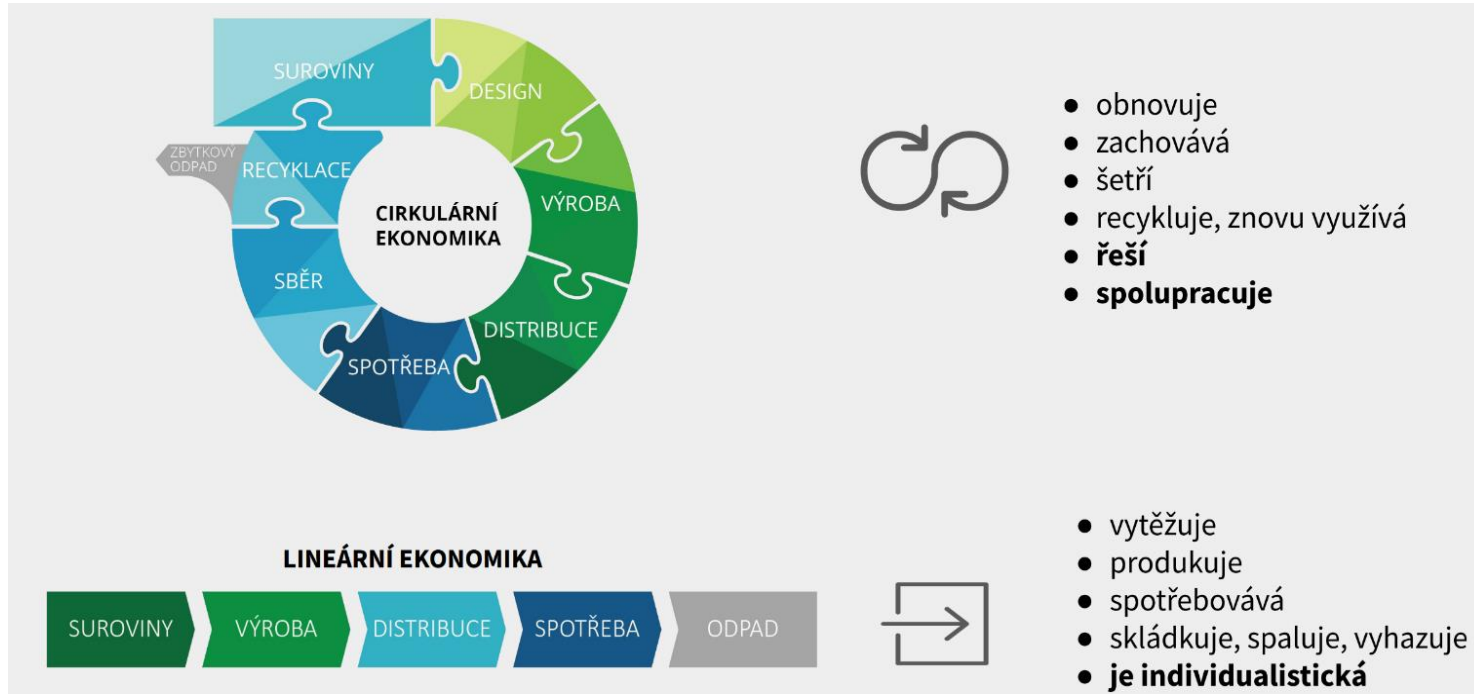 SUROVINY
DESIGN
ZBYTKOVÝ
ODPAD
RECYKLACE
VÝROBA
CIRKULÁRNÍ
EKONOMIKA
SBĚR
DISTRIBUCE
SPOTŘEBA
● obnovuje
● zachovává
● šetří
● recykluje, znovu využívá
● řeší
● spolupracuje
LINEÁRNÍ EKONOMIKA
SUROVINY
VÝROBA
DISTRIBUCE
SPOTŘEBA
ODPAD
● vytěžuje
● produkuje
● spotřebovává
● skládkuje, spaluje, vyhazuje
● je individualistická